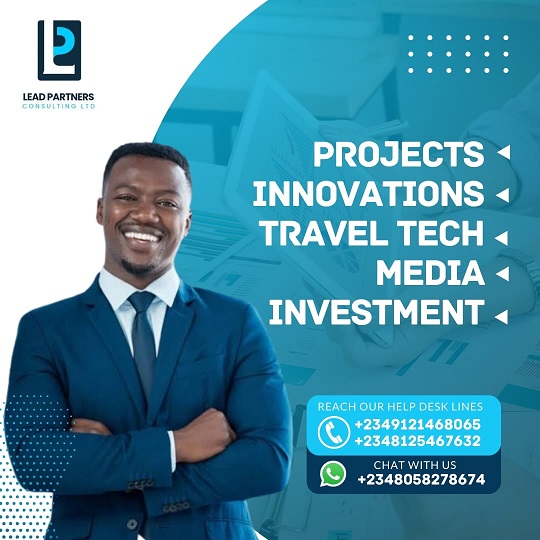 LEAD PARTNERS
CONSULTING LTD
PROJECTS
INNOVATIONS
TRAVEL TECH
MEDIA
INVESTMENT
REACH OUR HELP DESK LINES
+2349121468065
+2348125467632
CHAT WITH US
+2348058278674